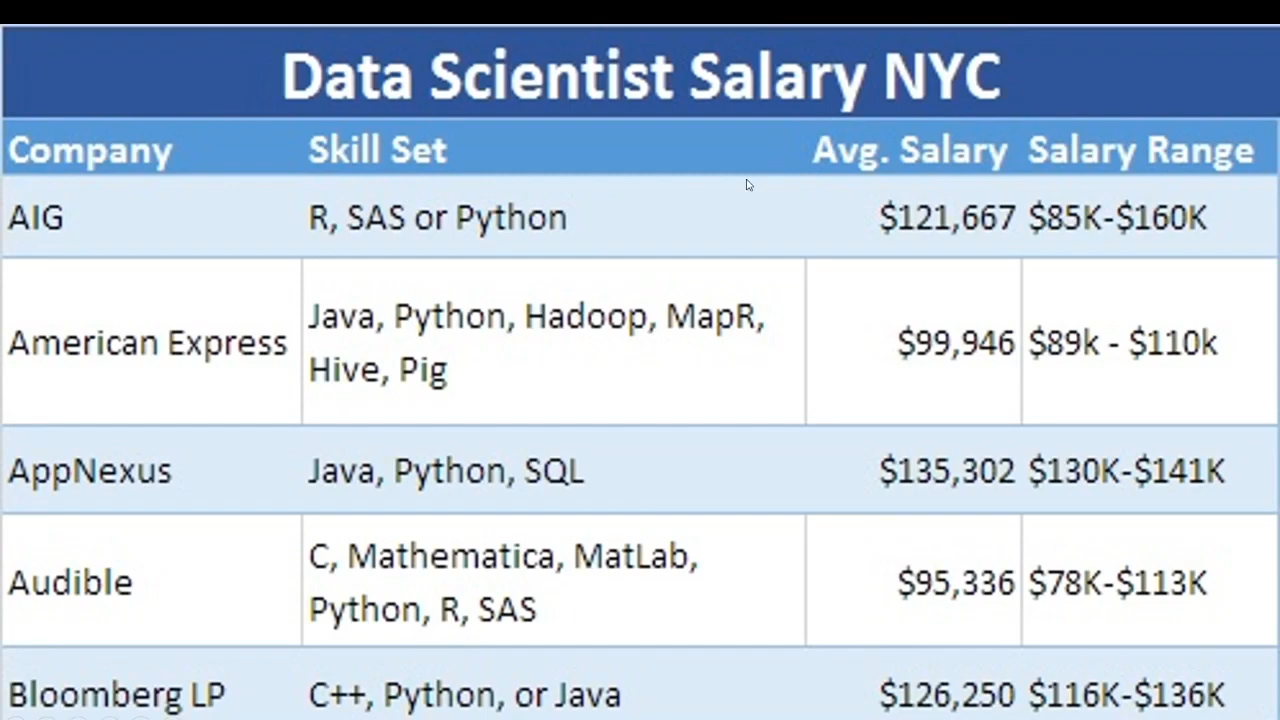 Data Scientist Salary NYC
Company Skill Set Avg. Salary Salary Range
AIG R, SAS or Python $121,667 $85K-$160K
American Express Java, Python, Hadoop, MapR, Hive, Pig $99,946 $89k - $110k
AppNexus Java, Python, SQL $135,302 $130K-$141K
Audible C, Mathematica, MatLab, Python, R, SAS $95,336 $78K-$113K
Bloomberg LP C++, Python, or Java $126,250 $116K-$136K